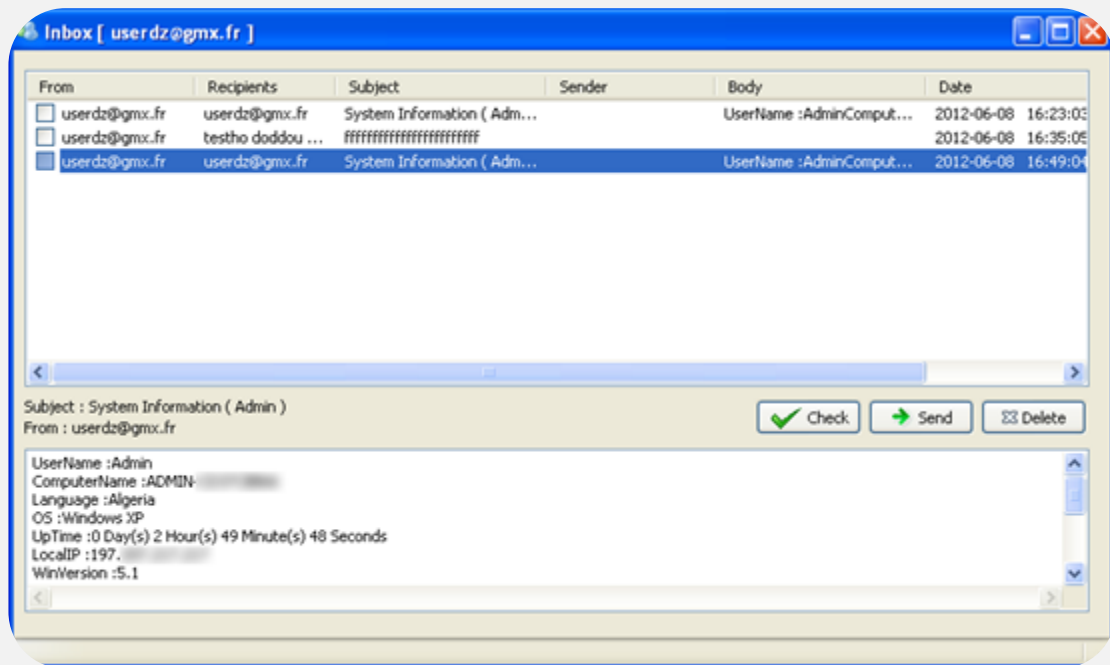 Inbox [ userdz@gmx.fr ]
From Recipients Subject Sender Body Date
userdz@gmx.fr userdz@gmx.fr System Information ( Adm... UserName :AdminComput... 2012-06-08 16:23:03
userdz@gmx.fr testho doddou ... ffffffffffffffffffffffffff 2012-06-08 16:35:05
userdz@gmx.fr userdz@gmx.fr System Information ( Adm... UserName :AdminComput... 2012-06-08 16:49:04
Subject : System Information ( Admin )
From : userdz@gmx.fr
Check Send Delete
UserName :Admin
ComputerName :ADMIN-
Language :Algeria
OS :Windows XP
UpTime :0 Day(s) 2 Hour(s) 49 Minute(s) 48 Seconds
LocalIP :197.
WinVersion :5.1